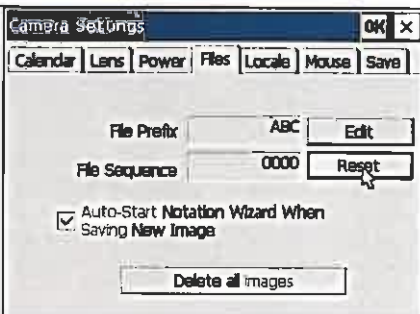 Camera Settings OK ×
Calendar Lens Power Files Locale Mouse Save
File Prefix ABC Edit
File Sequence 0000 Reset
Auto-Start Notation Wizard When
Saving New Image
Delete all images